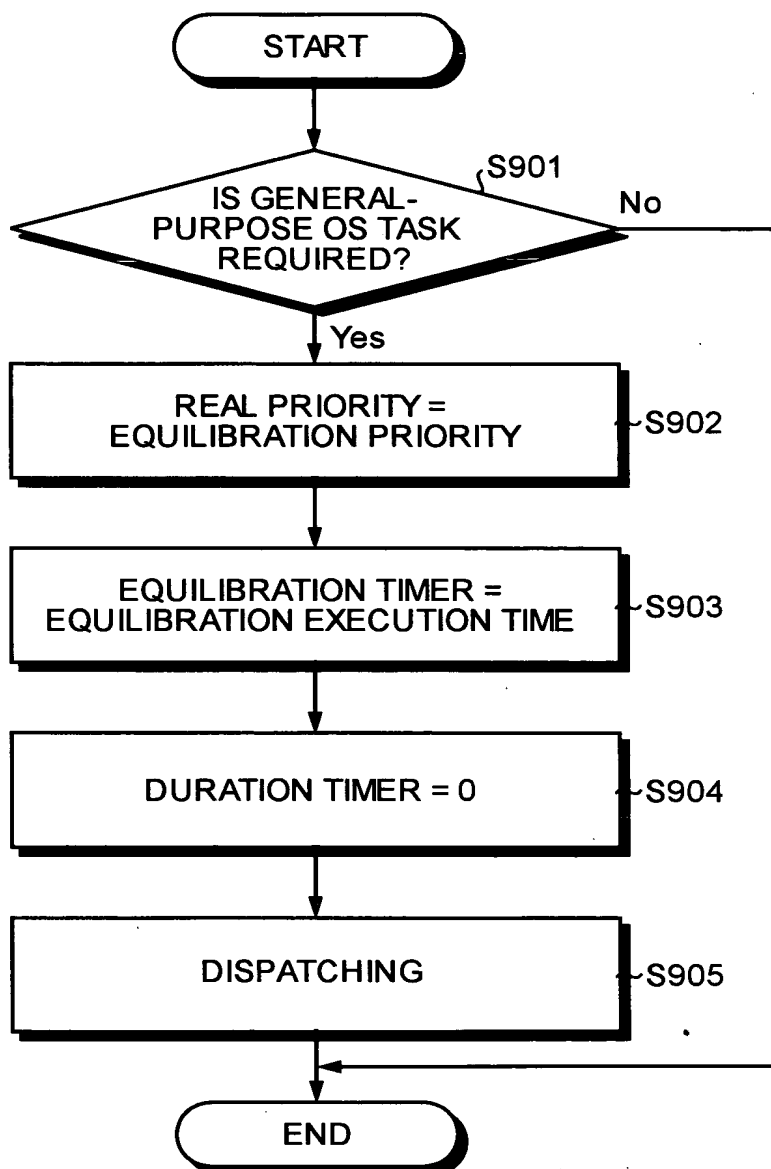 START
S901
IS GENERAL-
PURPOSE OS TASK
REQUIRED?
No
Yes
REAL PRIORITY =
EQUILIBRATION PRIORITY
S902
EQUILIBRATION TIMER =
EQUILIBRATION EXECUTION TIME
S903
DURATION TIMER = 0
S904
DISPATCHING
S905
END